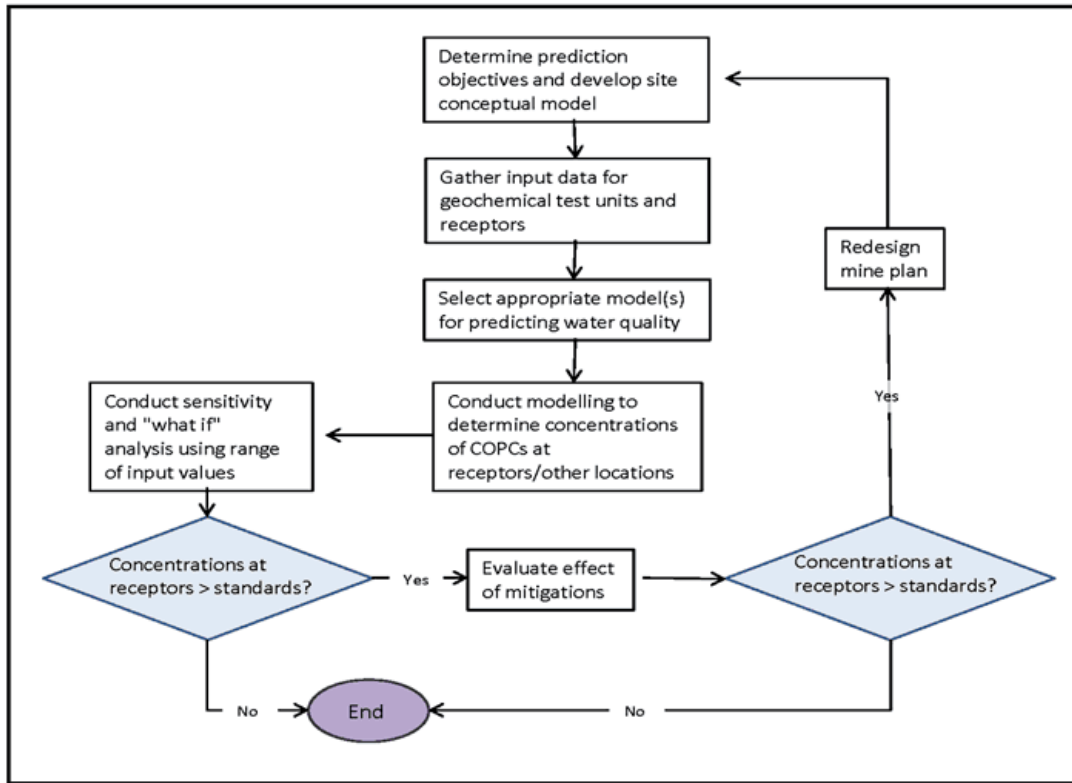 Determine prediction
objectives and develop site
conceptual model
Gather input data for
geochemical test units and
receptors
Redesign
mine plan
Select appropriate model(s)
for predicting water quality
Yes
Conduct sensitivity
and "what if"
analysis using range
of input values
Conduct modelling to
determine concentrations
of COPCs at
receptors/other locations
Concentrations at
receptors > standards?
Yes
Evaluate effect
of mitigations
Concentrations at
receptors > standards?
No
End
No